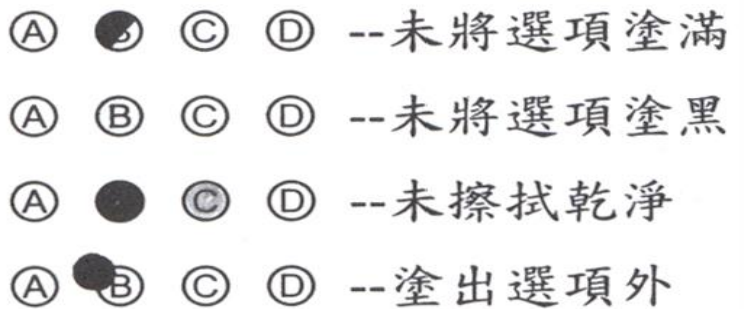 Ⓐ Ⓑ Ⓒ Ⓓ --未將選項塗滿
Ⓐ Ⓑ Ⓒ Ⓓ --未將選項塗黑
Ⓐ ● Ⓒ Ⓓ --未擦拭乾淨
Ⓐ Ⓑ Ⓒ Ⓓ --塗出選項外